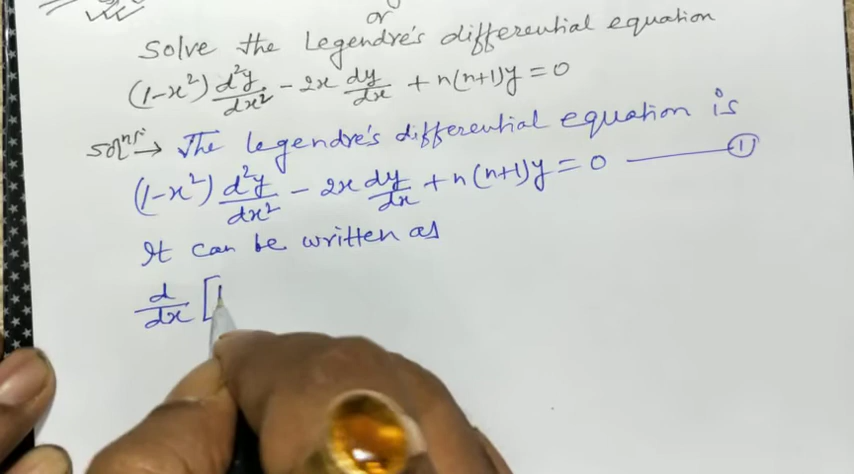 or
Solve the Legendre's differential equation
(1-x²) d²y/dx² - 2x dy/dx + n(n+1)y = 0
Solⁿ:→ The Legendre's differential equation is
(1-x²) d²y/dx² - 2x dy/dx + n(n+1)y = 0 — ①
It can be written as
d/dx [